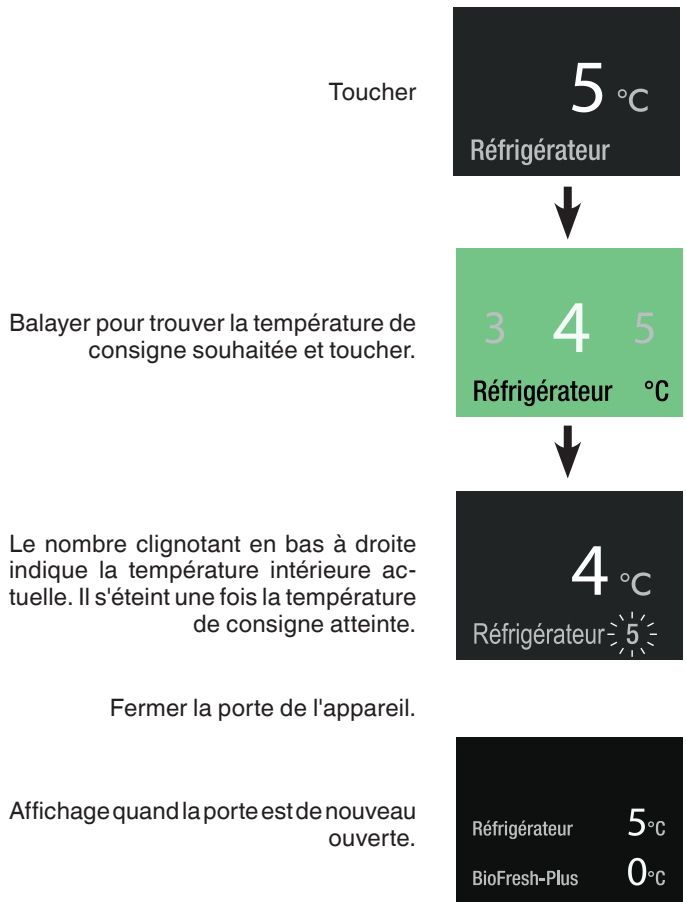 Toucher
5 °C
Réfrigérateur
Balayer pour trouver la température de
consigne souhaitée et toucher.
3 4 5
Réfrigérateur °C
Le nombre clignotant en bas à droite
indique la température intérieure ac-
tuelle. Il s'éteint une fois la température
de consigne atteinte.
4 °C
Réfrigérateur 5
Fermer la porte de l'appareil.
Affichage quand la porte est de nouveau
ouverte.
Réfrigérateur 5 °C
BioFresh-Plus 0 °C